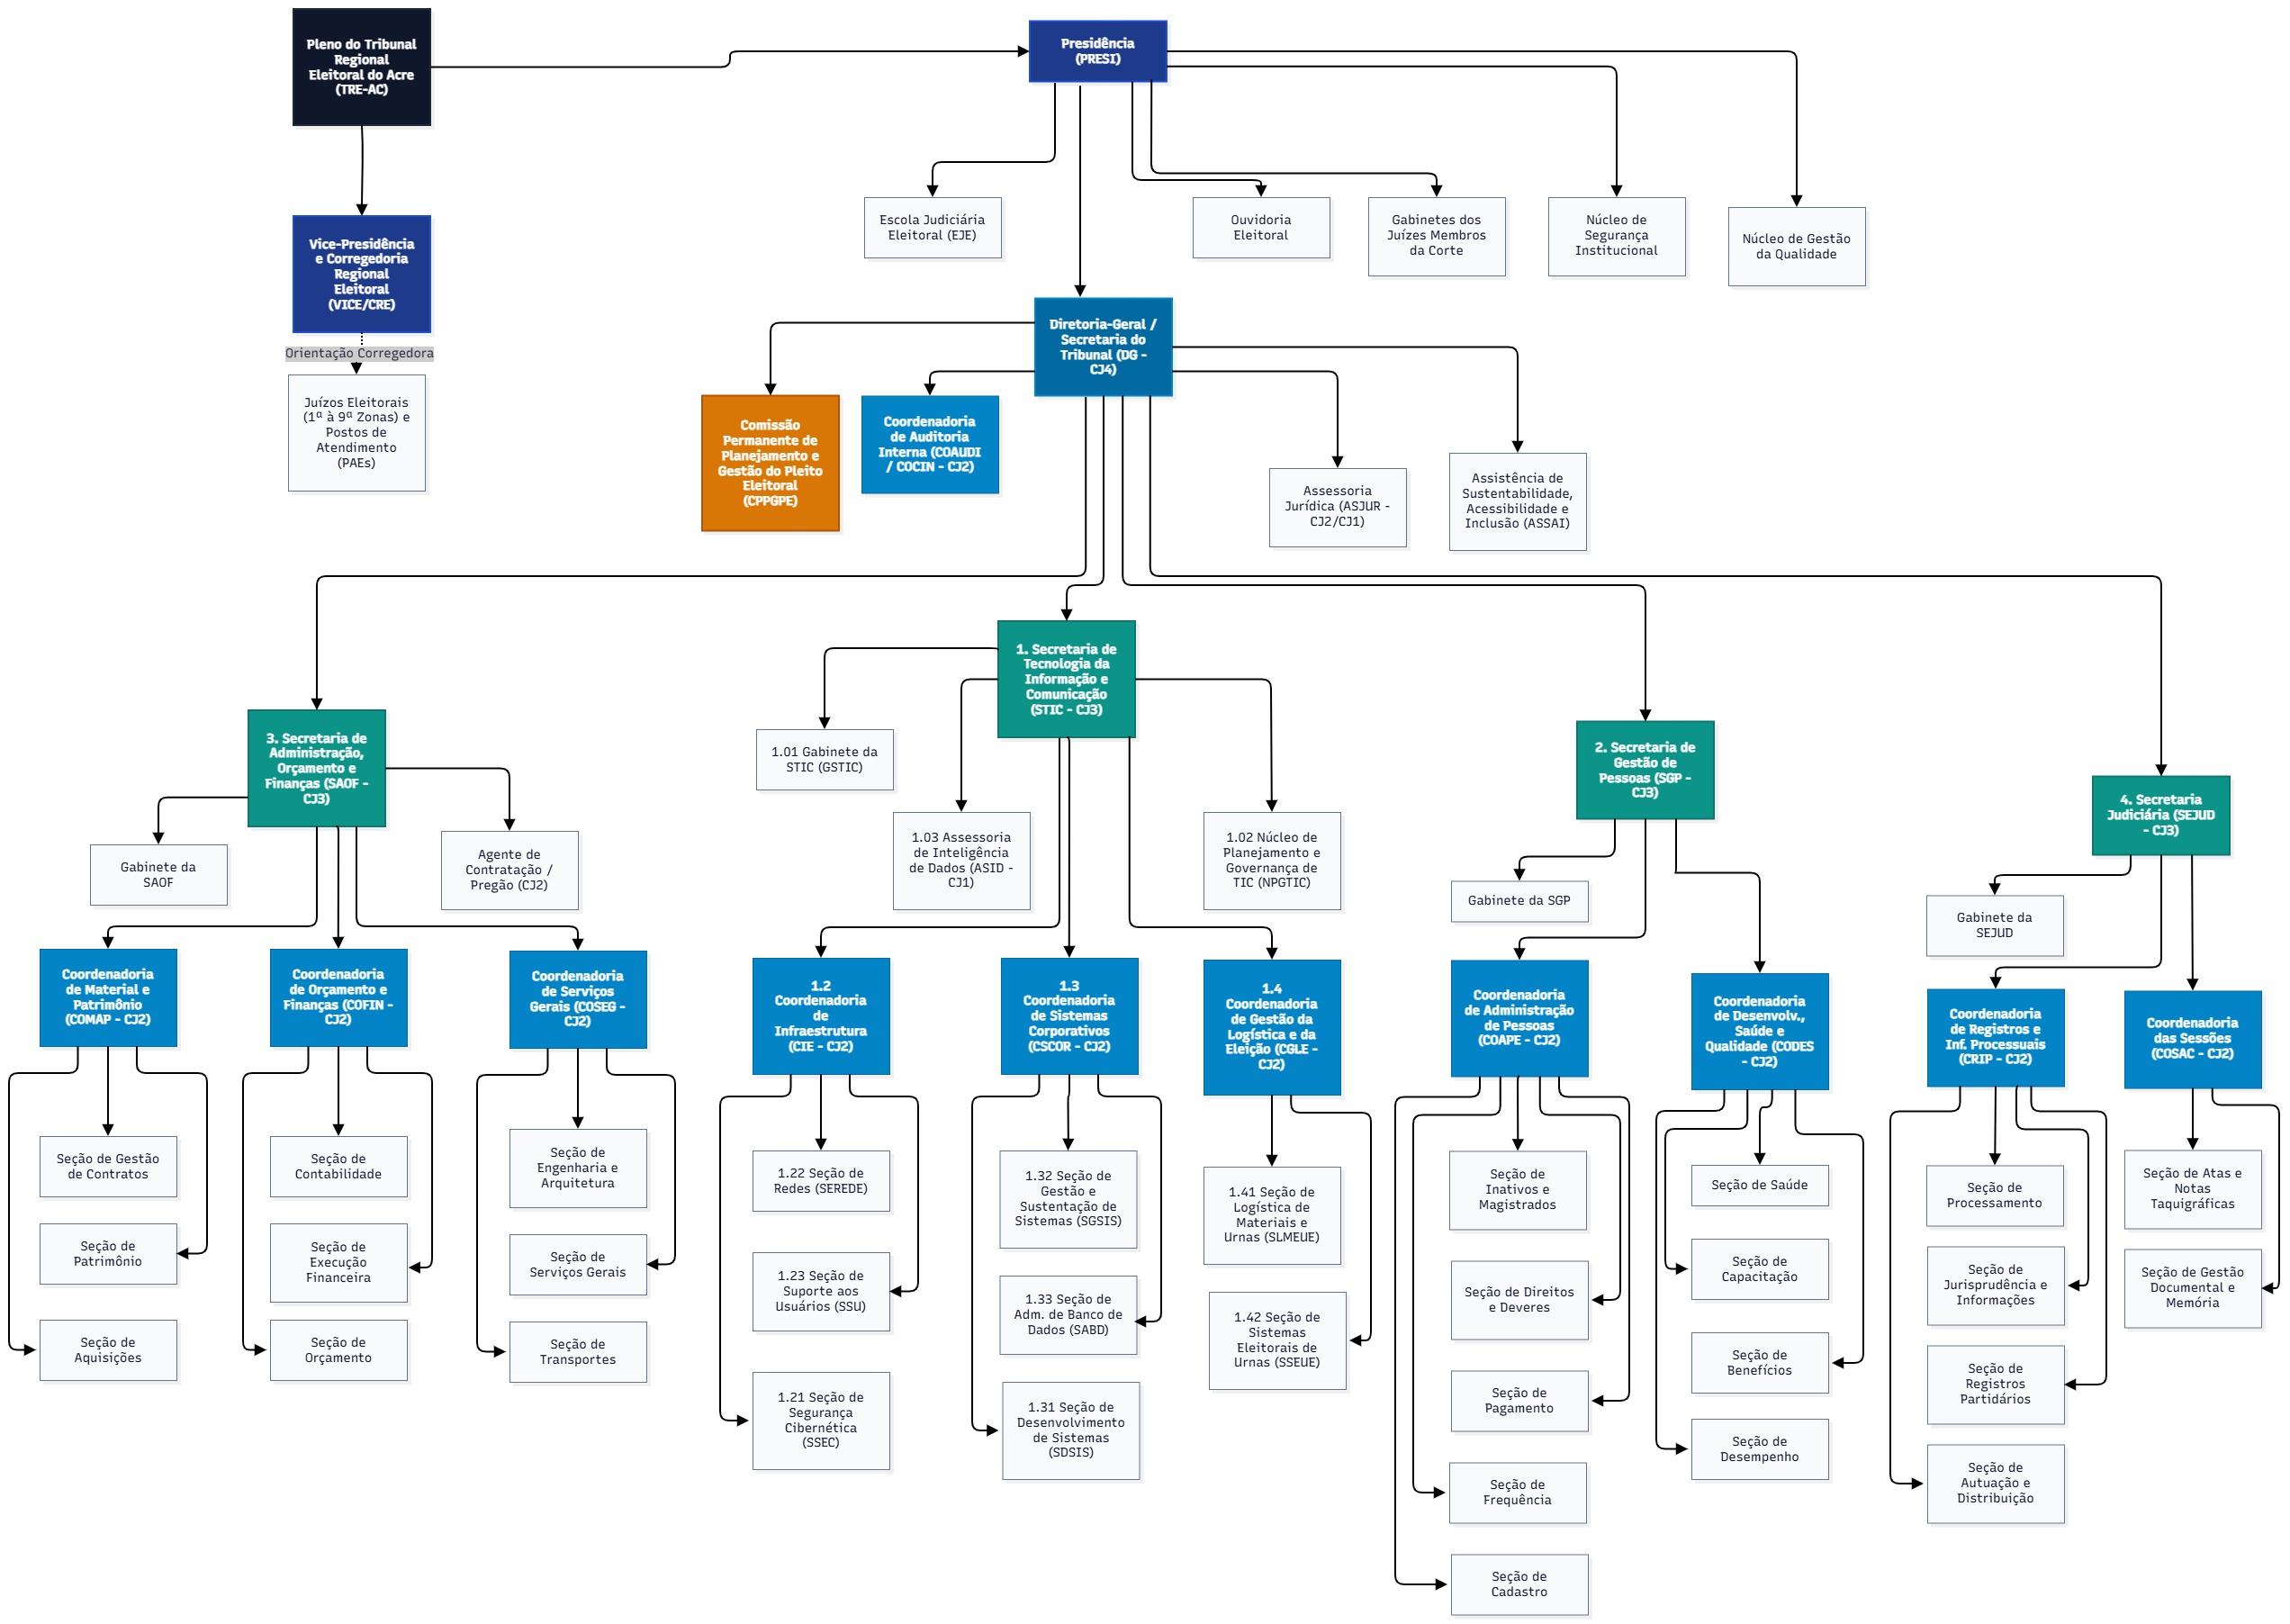 Pleno do Tribunal
Regional
Eleitoral do Acre
(TRE-AC)
Presidência
(PRESI)
Vice-Presidência
e Corregedoria
Regional
Eleitoral
(VICE/CRE)
Orientação Corregedora
Juízos Eleitorais
(1ª à 9ª Zonas) e
Postos de
Atendimento
(PAEs)
Escola Judiciária
Eleitoral (EJE)
Ouvidoria
Eleitoral
Gabinetes dos
Juízes Membros
da Corte
Núcleo de
Segurança
Institucional
Núcleo de Gestão
da Qualidade
Diretoria-Geral /
Secretaria do
Tribunal (DG -
CJ4)
Comissão
Permanente de
Planejamento e
Gestão do Pleito
Eleitoral
(CPPGPE)
Coordenadoria
de Auditoria
Interna (COAUDI
/ COCIN - CJ2)
Assessoria
Jurídica (ASJUR -
CJ2/CJ1)
Assistência de
Sustentabilidade,
Acessibilidade e
Inclusão (ASSAI)
3. Secretaria de
Administração,
Orçamento e
Finanças (SAOF -
CJ3)
1. Secretaria de
Tecnologia da
Informação e
Comunicação
(STIC - CJ3)
2. Secretaria de
Gestão de
Pessoas (SGP -
CJ3)
4. Secretaria
Judiciária (SEJUD
- CJ3)
Gabinete da
SAOF
Agente de
Contratação /
Pregão (CJ2)
1.01 Gabinete da
STIC (GSTIC)
1.03 Assessoria
de Inteligência
de Dados (ASID -
CJ1)
1.02 Núcleo de
Planejamento e
Governança de
TIC (NPGTIC)
Gabinete da SGP
Gabinete da
SEJUD
Coordenadoria
de Material e
Patrimônio
(COMAP - CJ2)
Coordenadoria
de Orçamento e
Finanças (COFIN -
CJ2)
Coordenadoria
de Serviços
Gerais (COSEG -
CJ2)
1.2
Coordenadoria
de
Infraestrutura
(CIE - CJ2)
1.3
Coordenadoria
de Sistemas
Corporativos
(CSCOR - CJ2)
1.4
Coordenadoria
de Gestão da
Logística e da
Eleição (CGLE -
CJ2)
Coordenadoria
de Administração
de Pessoas
(COAPE - CJ2)
Coordenadoria
de Desenvolv.,
Saúde e
Qualidade (CODES
- CJ2)
Coordenadoria
de Registros e
Inf. Processuais
(CRIP - CJ2)
Coordenadoria
das Sessões
(COSAC - CJ2)
Seção de Gestão
de Contratos
Seção de
Patrimônio
Seção de
Aquisições
Seção de
Contabilidade
Seção de
Execução
Financeira
Seção de
Orçamento
Seção de
Engenharia e
Arquitetura
Seção de
Serviços Gerais
Seção de
Transportes
1.22 Seção de
Redes (SEREDE)
1.23 Seção de
Suporte aos
Usuários (SSU)
1.21 Seção de
Segurança
Cibernética
(SSEC)
1.32 Seção de
Gestão e
Sustentação de
Sistemas (SGSIS)
1.33 Seção de
Adm. de Banco de
Dados (SABD)
1.31 Seção de
Desenvolvimento
de Sistemas
(SDSIS)
1.41 Seção de
Logística de
Materiais e
Urnas (SLMEUE)
1.42 Seção de
Sistemas
Eleitorais de
Urnas (SSEUE)
Seção de
Inativos e
Magistrados
Seção de Direitos
e Deveres
Seção de
Pagamento
Seção de
Frequência
Seção de
Cadastro
Seção de Saúde
Seção de
Capacitação
Seção de
Benefícios
Seção de
Desempenho
Seção de
Processamento
Seção de
Jurisprudência e
Informações
Seção de
Registros
Partidários
Seção de
Autuação e
Distribuição
Seção de Atas e
Notas
Taquigráficas
Seção de Gestão
Documental e
Memória